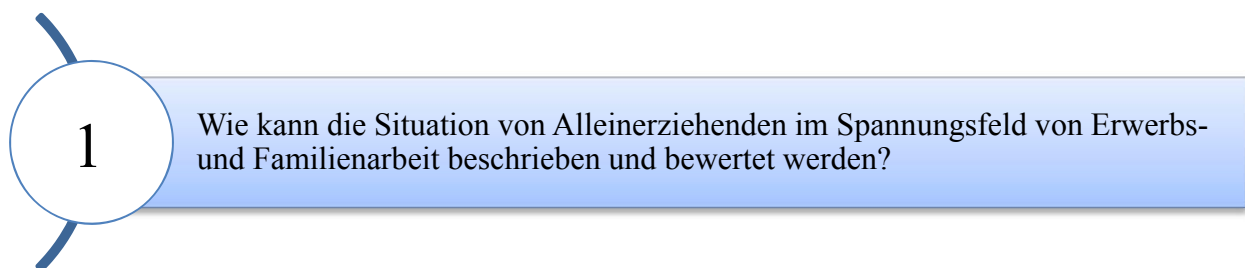 1
Wie kann die Situation von Alleinerziehenden im Spannungsfeld von Erwerbs-
und Familienarbeit beschrieben und bewertet werden?